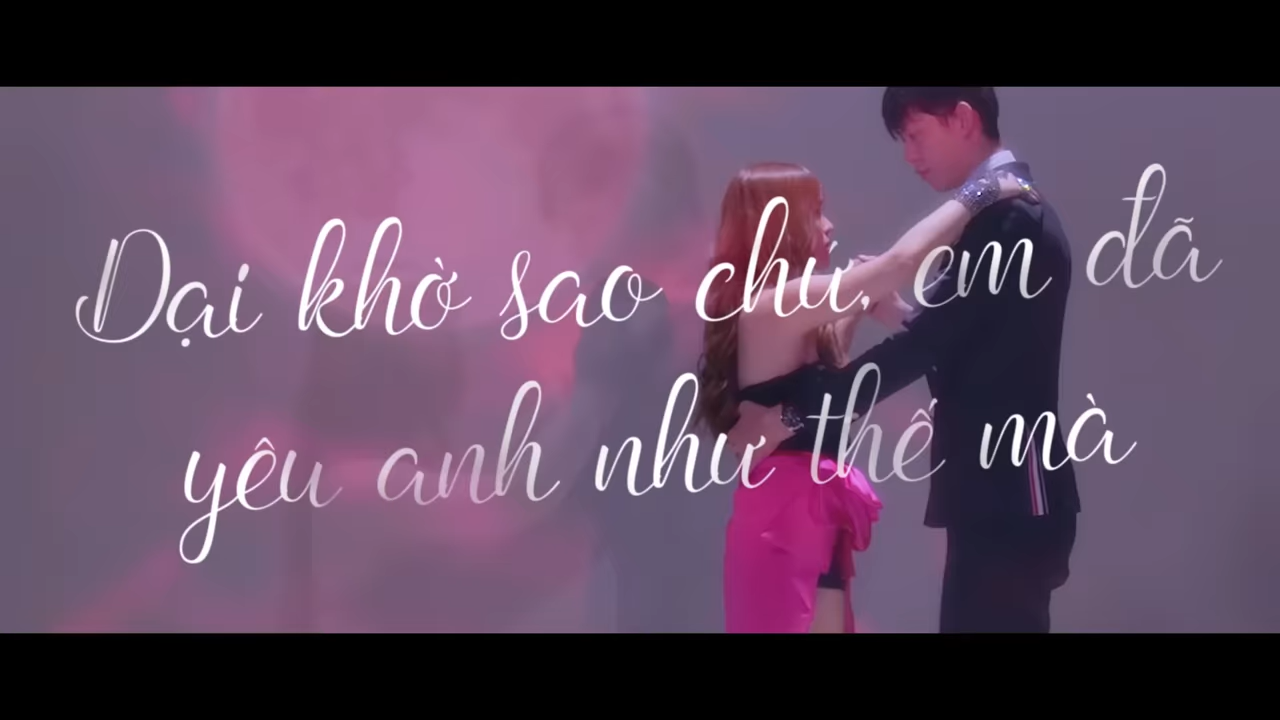 Dại khờ sao chứ, em đã
yêu anh như thế mà